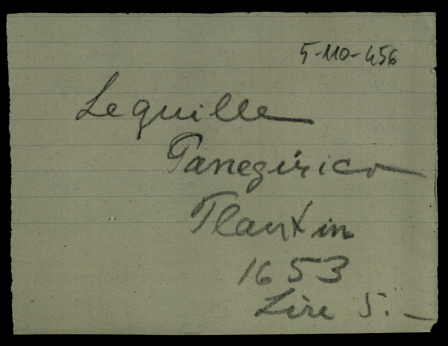 5-110-456
Lequille
Panegirico
Plantin
1653
Lire 5.-